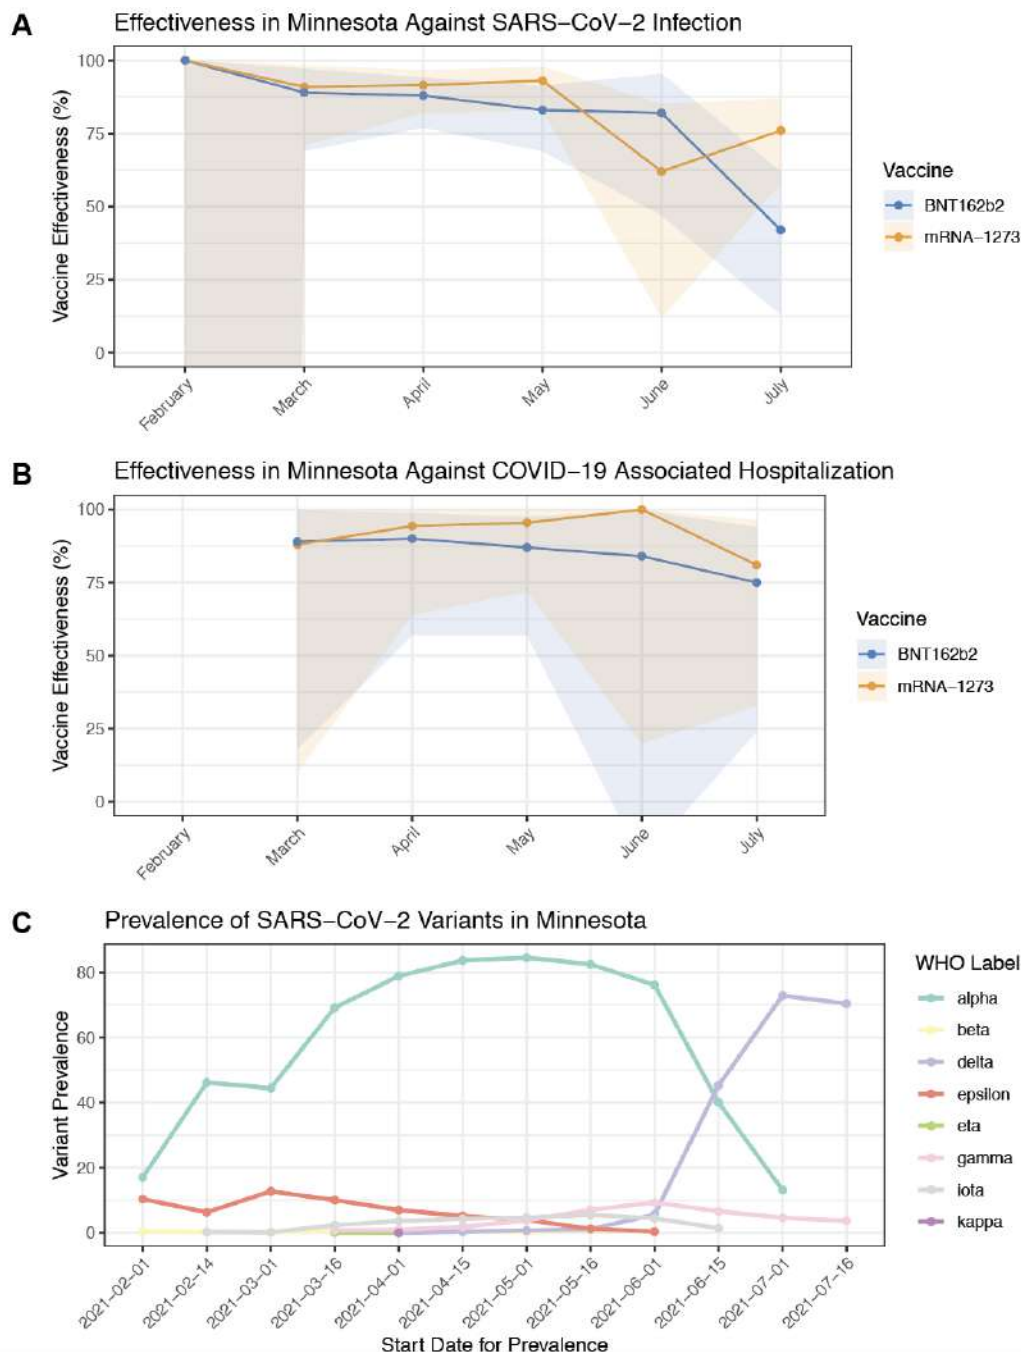 A
Effectiveness in Minnesota Against SARS−CoV−2 Infection
Vaccine Effectiveness (%)
100
75
50
25
0
February
March
April
May
June
July
Vaccine
BNT162b2
mRNA−1273
B
Effectiveness in Minnesota Against COVID−19 Associated Hospitalization
Vaccine Effectiveness (%)
100
75
50
25
0
February
March
April
May
June
July
Vaccine
BNT162b2
mRNA−1273
C
Prevalence of SARS−CoV−2 Variants in Minnesota
Variant Prevalence
80
60
40
20
0
2021−02−01
2021−02−14
2021−03−01
2021−03−16
2021−04−01
2021−04−15
2021−05−01
2021−05−16
2021−06−01
2021−06−15
2021−07−01
2021−07−16
Start Date for Prevalence
WHO Label
alpha
beta
delta
epsilon
eta
gamma
iota
kappa